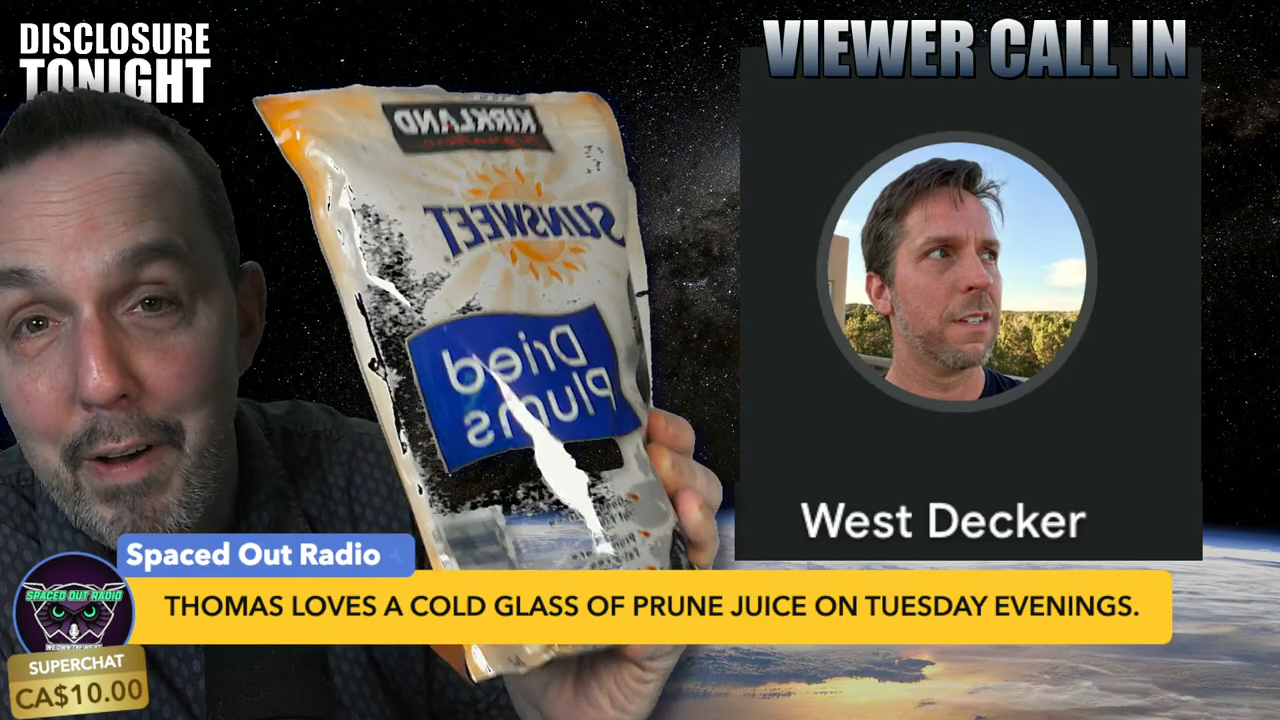 DISCLOSURE
TONIGHT
VIEWER CALL IN
KIRKLAND
SUNSWEET
Dried
Plums
West Decker
Spaced Out Radio
SPACED OUT RADIO
THOMAS LOVES A COLD GLASS OF PRUNE JUICE ON TUESDAY EVENINGS.
SUPERCHAT
CA$10.00